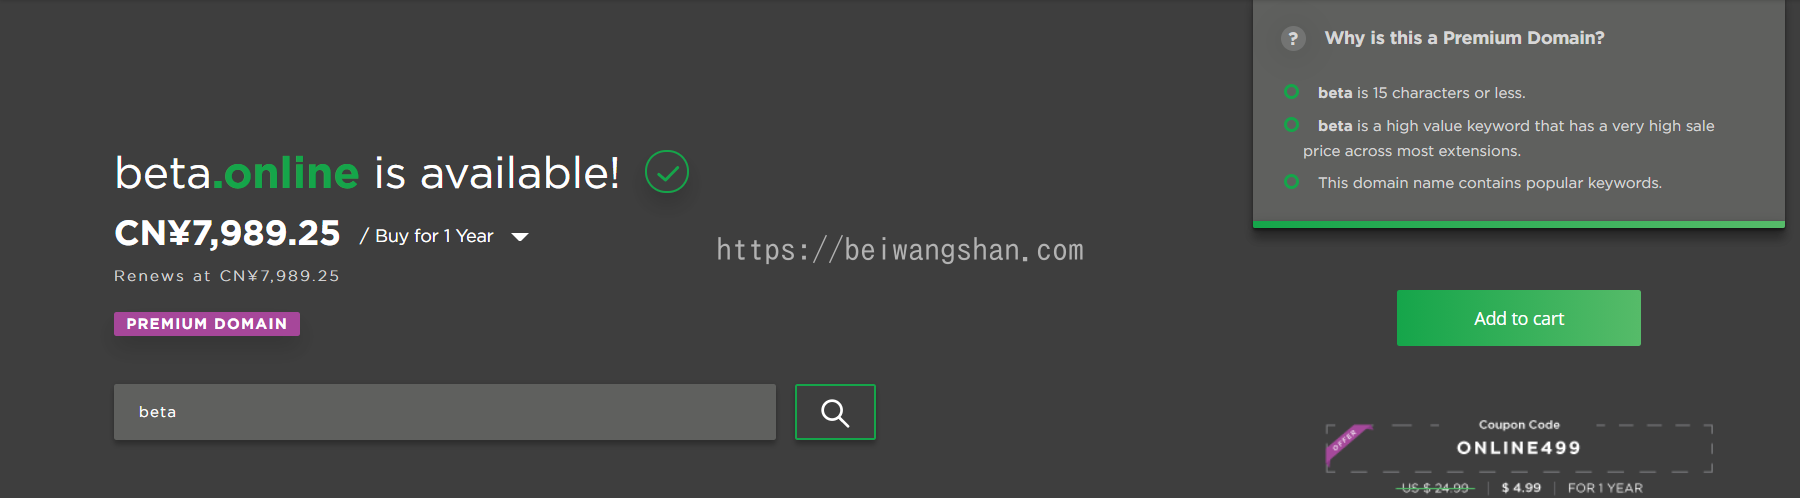 ? Why is this a Premium Domain?
beta is 15 characters or less.
beta is a high value keyword that has a very high sale
price across most extensions.
This domain name contains popular keywords.
beta.online is available!
CN¥7,989.25 / Buy for 1 Year
Renews at CN¥7,989.25
PREMIUM DOMAIN
https://beiwangshan.com
beta
Add to cart
Coupon Code
OFFER
ONLINE499
US $ 24.99 | $ 4.99 | FOR 1 YEAR